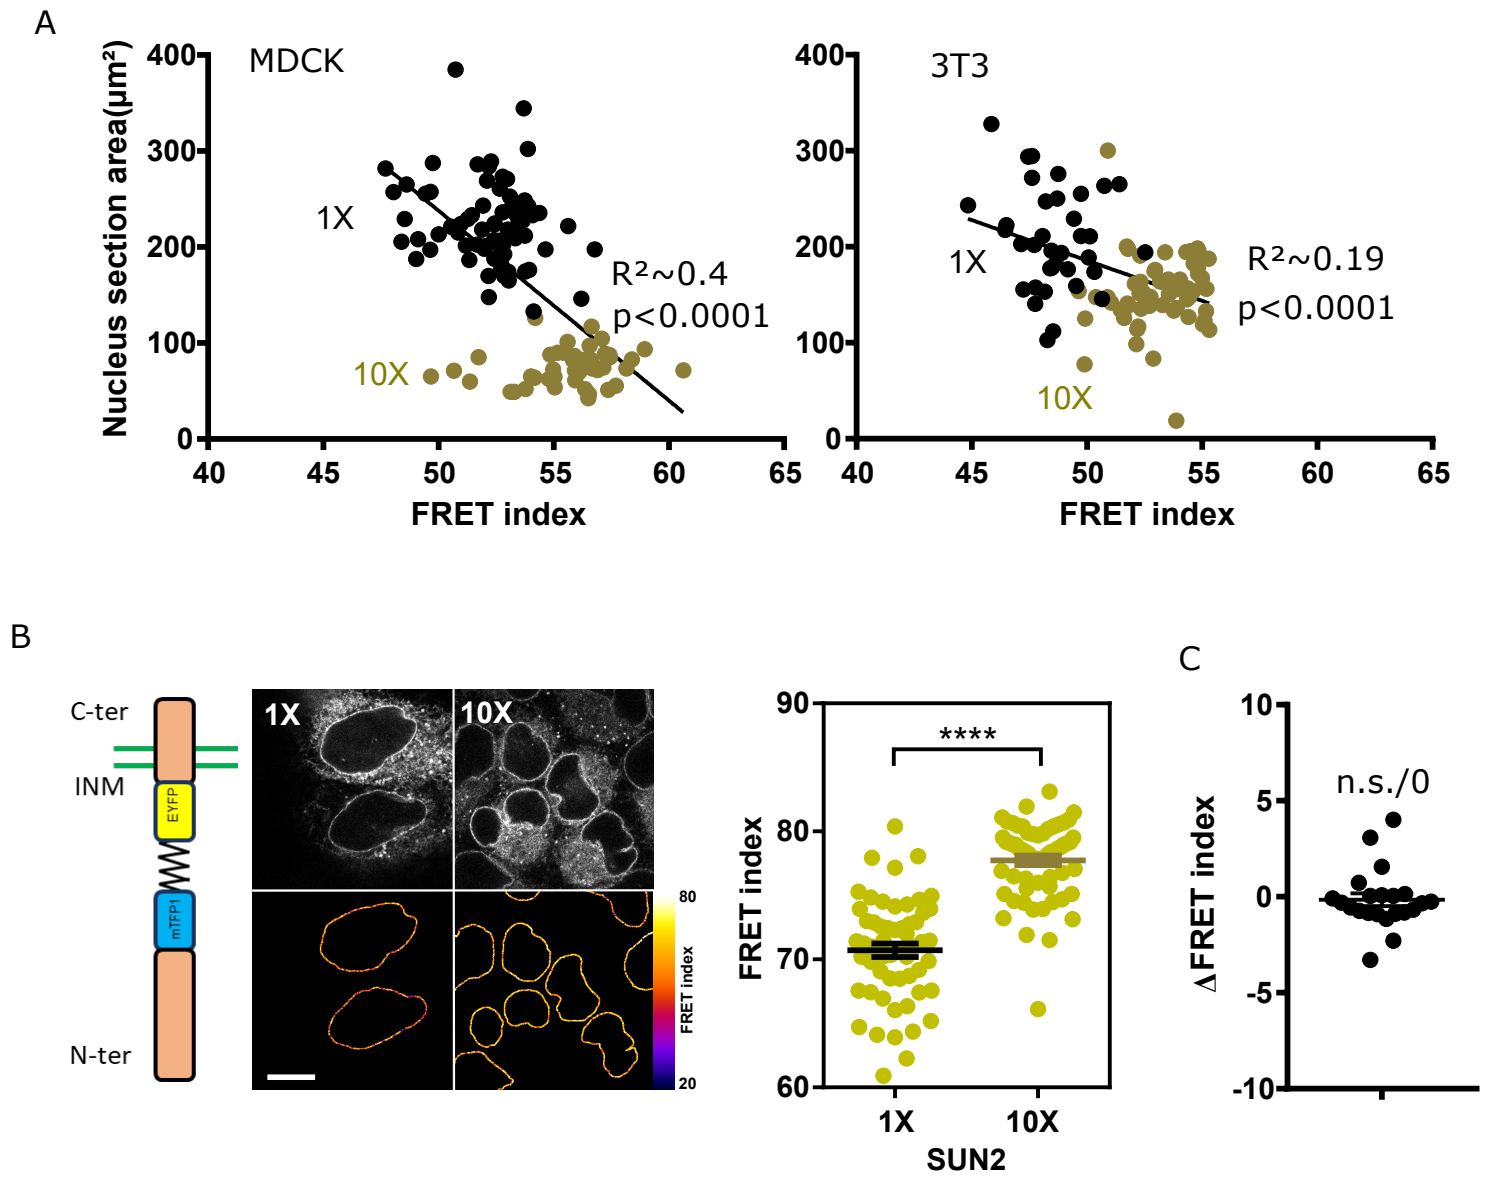 A
Nucleus section area(µm²)
400
300
200
100
0
MDCK
1X
10X
R²~0.4
p<0.0001
40
45
50
55
60
65
FRET index
400
300
200
100
0
3T3
1X
10X
R²~0.19
p<0.0001
40
45
50
55
60
65
FRET index
B
C-ter
INM
EYFP
mTFP1
N-ter
1X
10X
80
FRET index
20
FRET index
90
80
70
60
****
1X
10X
SUN2
C
ΔFRET index
10
5
0
-5
-10
n.s./0